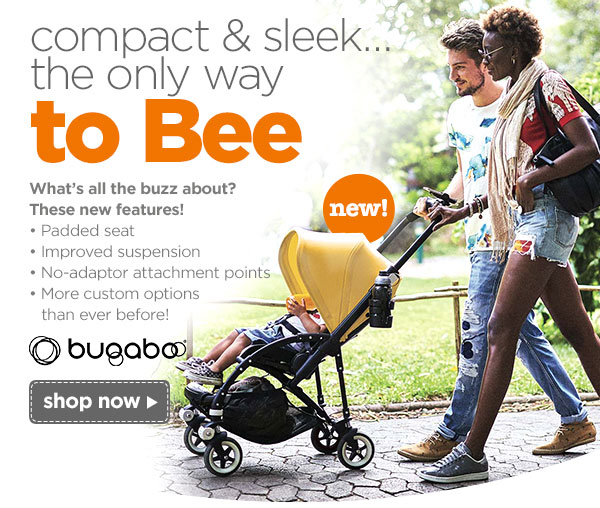 compact & sleek...
the only way
to Bee
What's all the buzz about?
These new features!
• Padded seat
• Improved suspension
• No-adaptor attachment points
• More custom options
than ever before!
new!
bugaboo
shop now